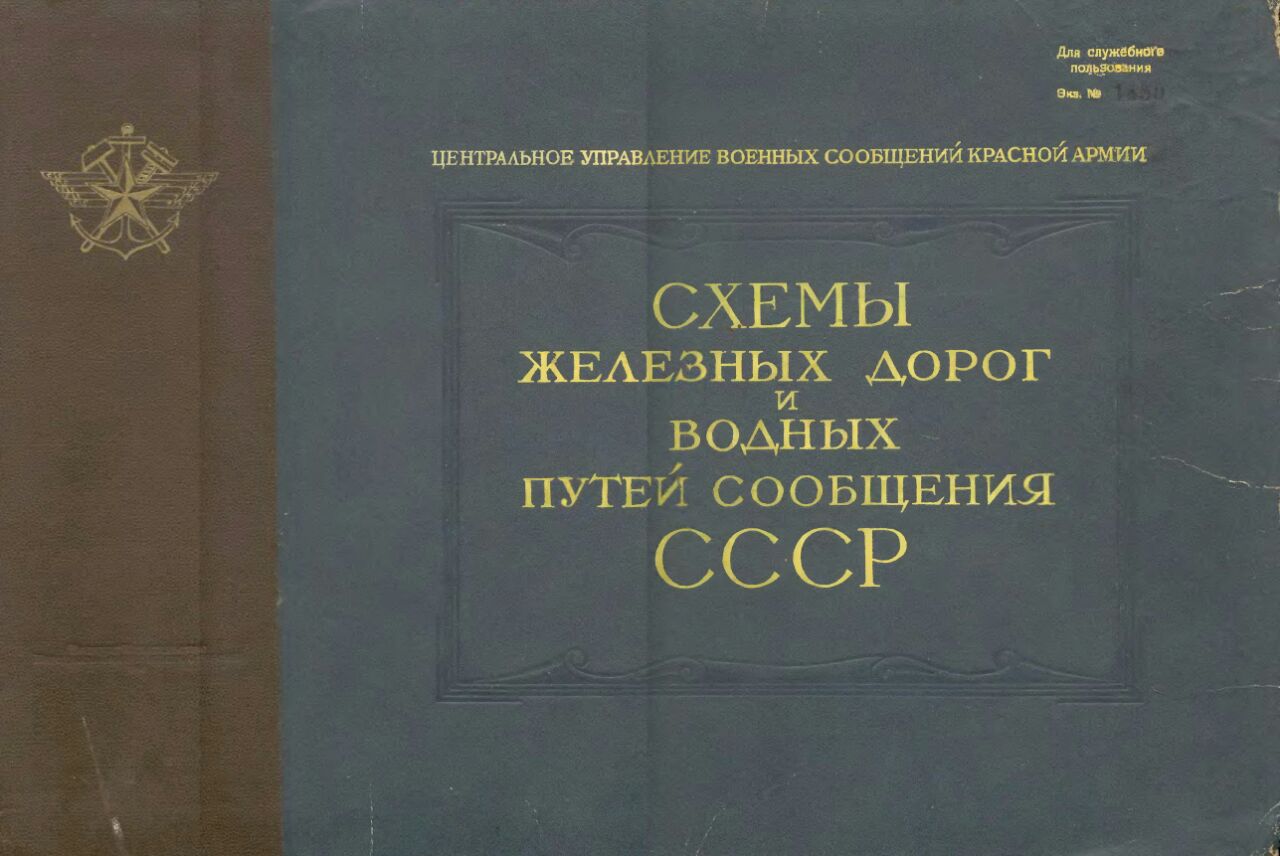 Для служебного
пользования
Экз. №
ЦЕНТРАЛЬНОЕ УПРАВЛЕНИЕ ВОЕННЫХ СООБЩЕНИЙ КРАСНОЙ АРМИИ
СХЕМЫ
ЖЕЛЕЗНЫХ ДОРОГ
И
ВОДНЫХ
ПУТЕЙ СООБЩЕНИЯ
СССР